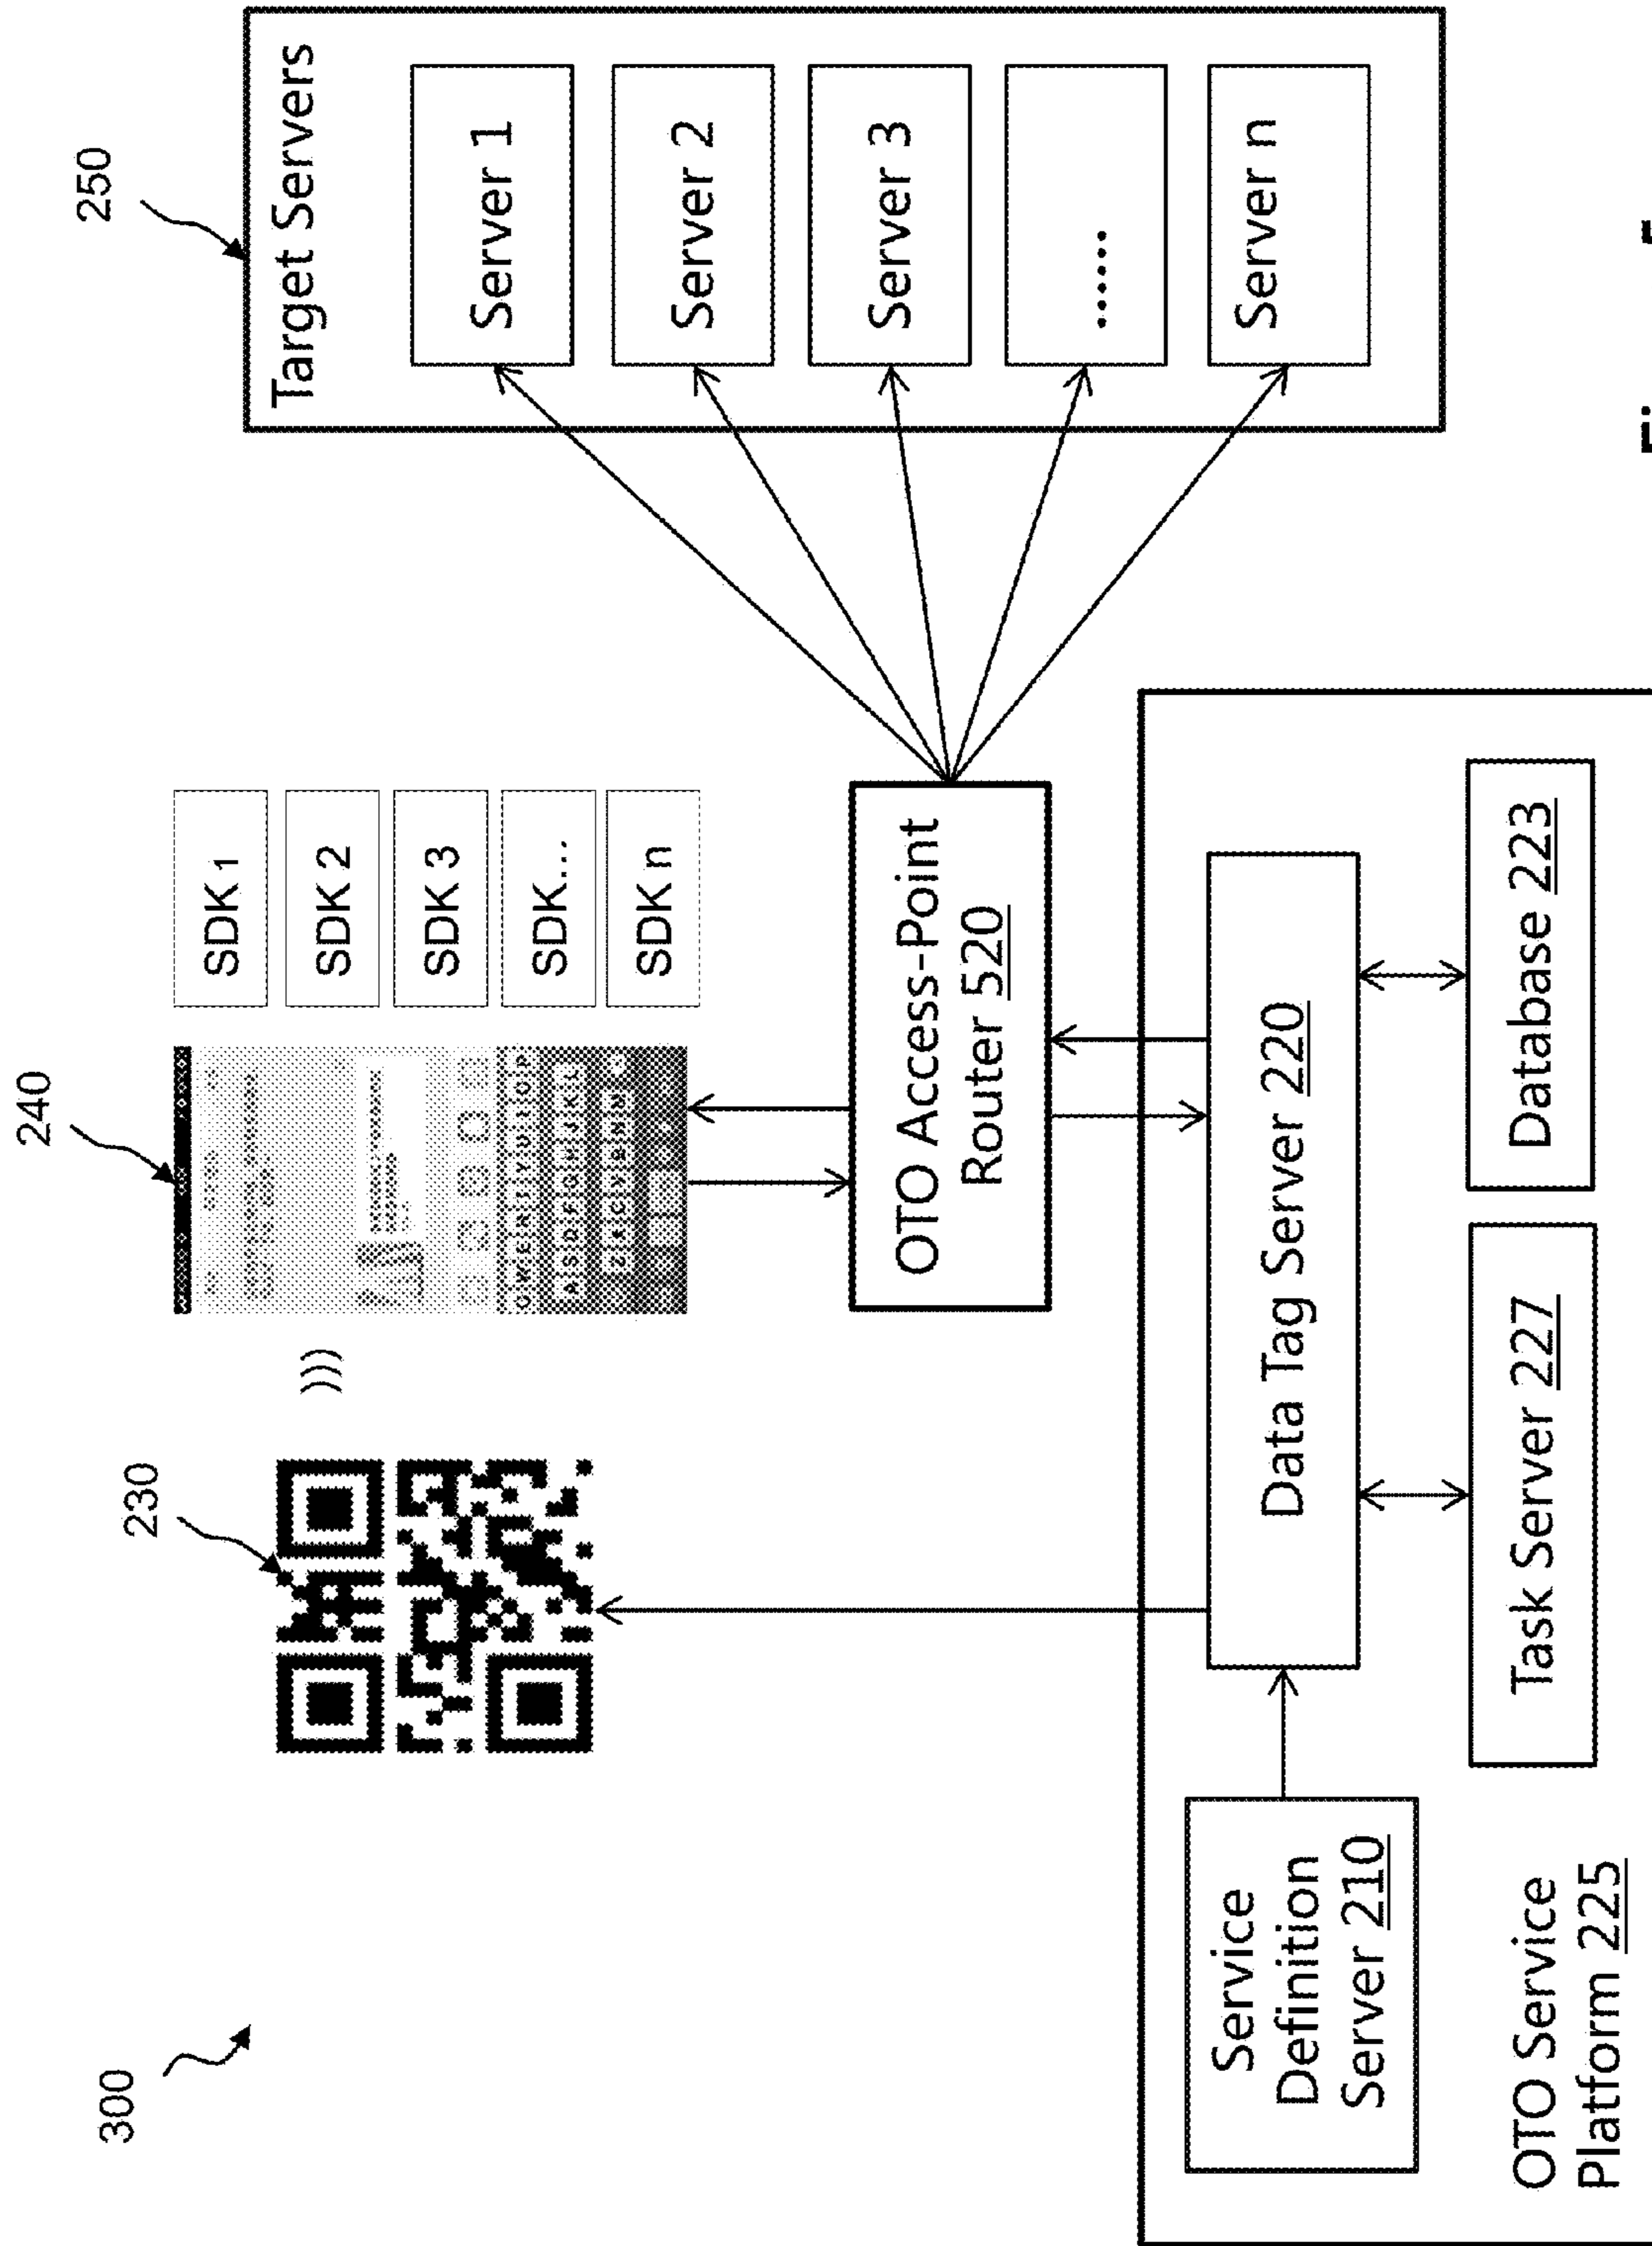 300
230
240
250
SDK 1
SDK 2
SDK 3
SDK...
SDK n
Q W E R T Y U I O P
A S D F G H J K L
Target Servers
Server 1
Server 2
Server 3
......
Server n
OTO Access-Point
Router 520
Service
Definition
Server 210
Data Tag Server 220
Task Server 227
Database 223
OTO Service
Platform 225